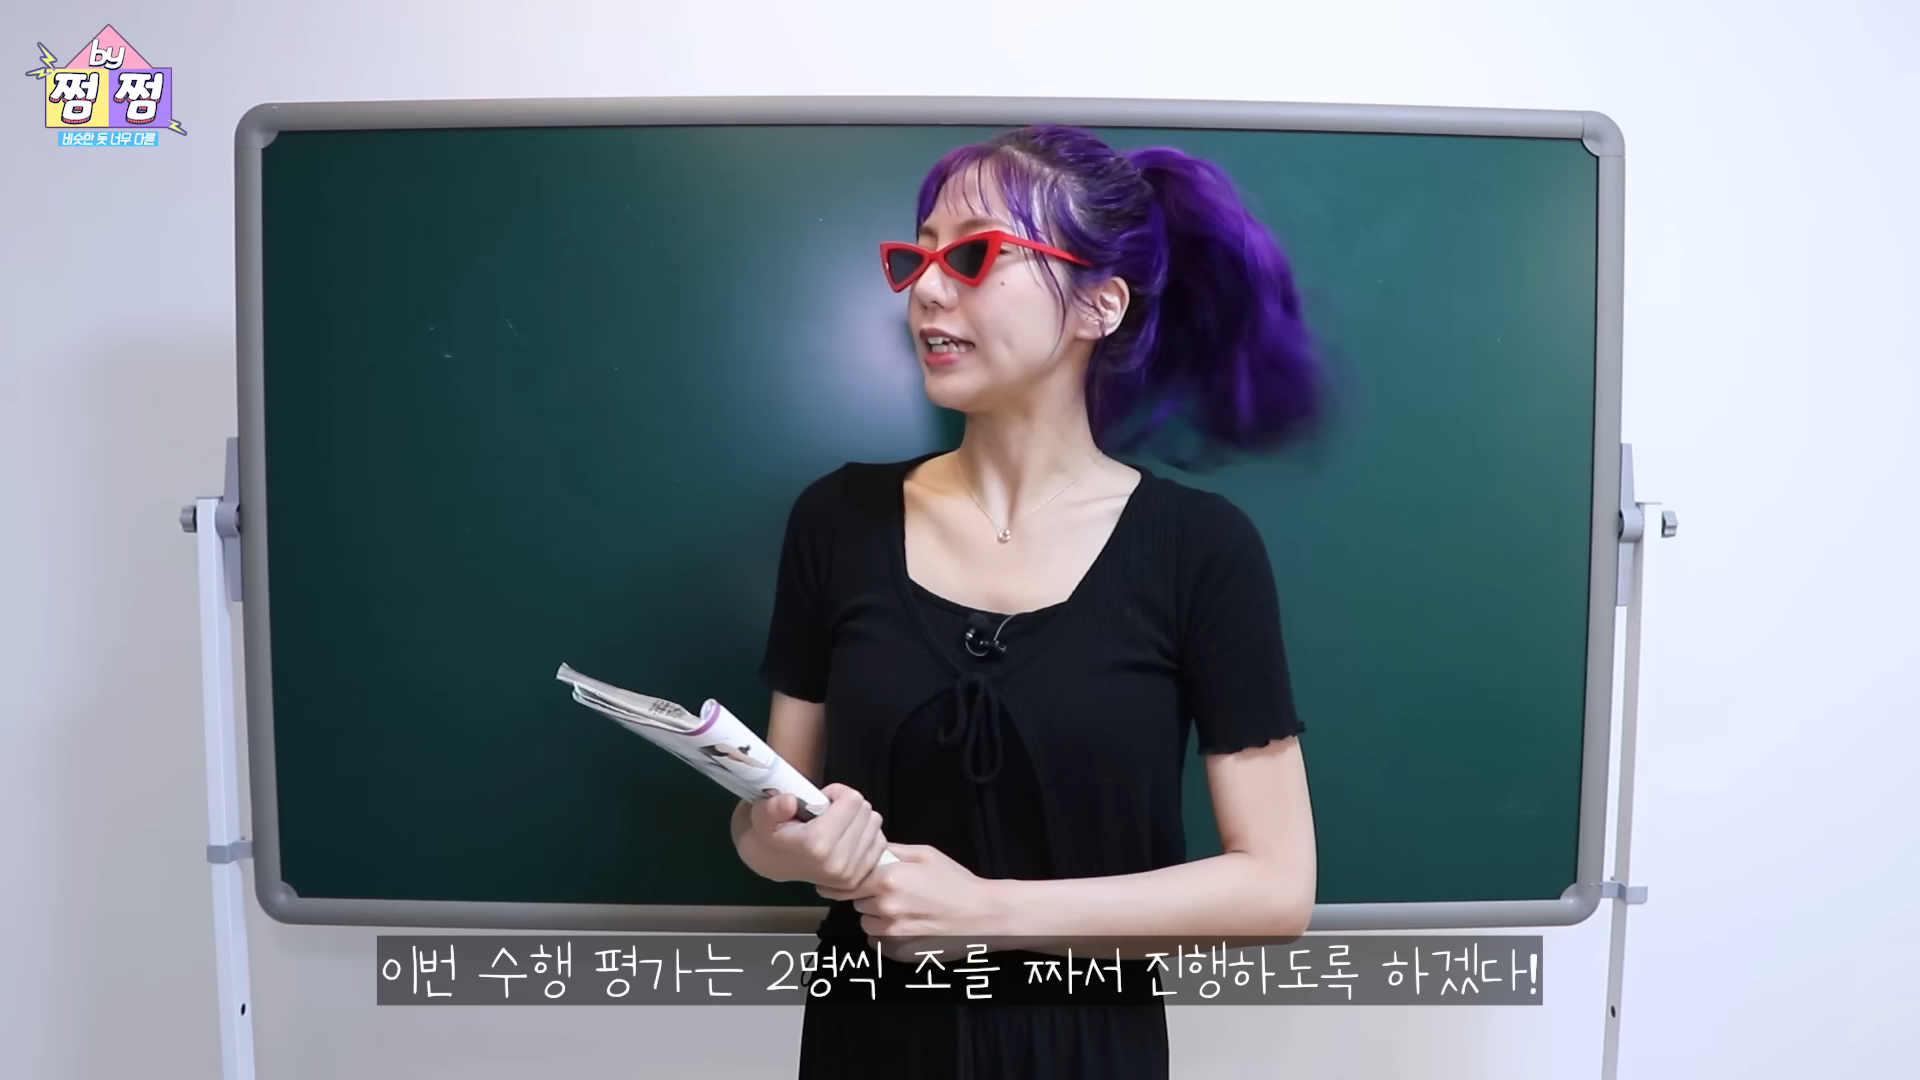 by
쩜 쩜
비슷한 듯 너무 다른
이번 수행 평가는 2명씩 조를 짜서 진행하도록 하겠다!